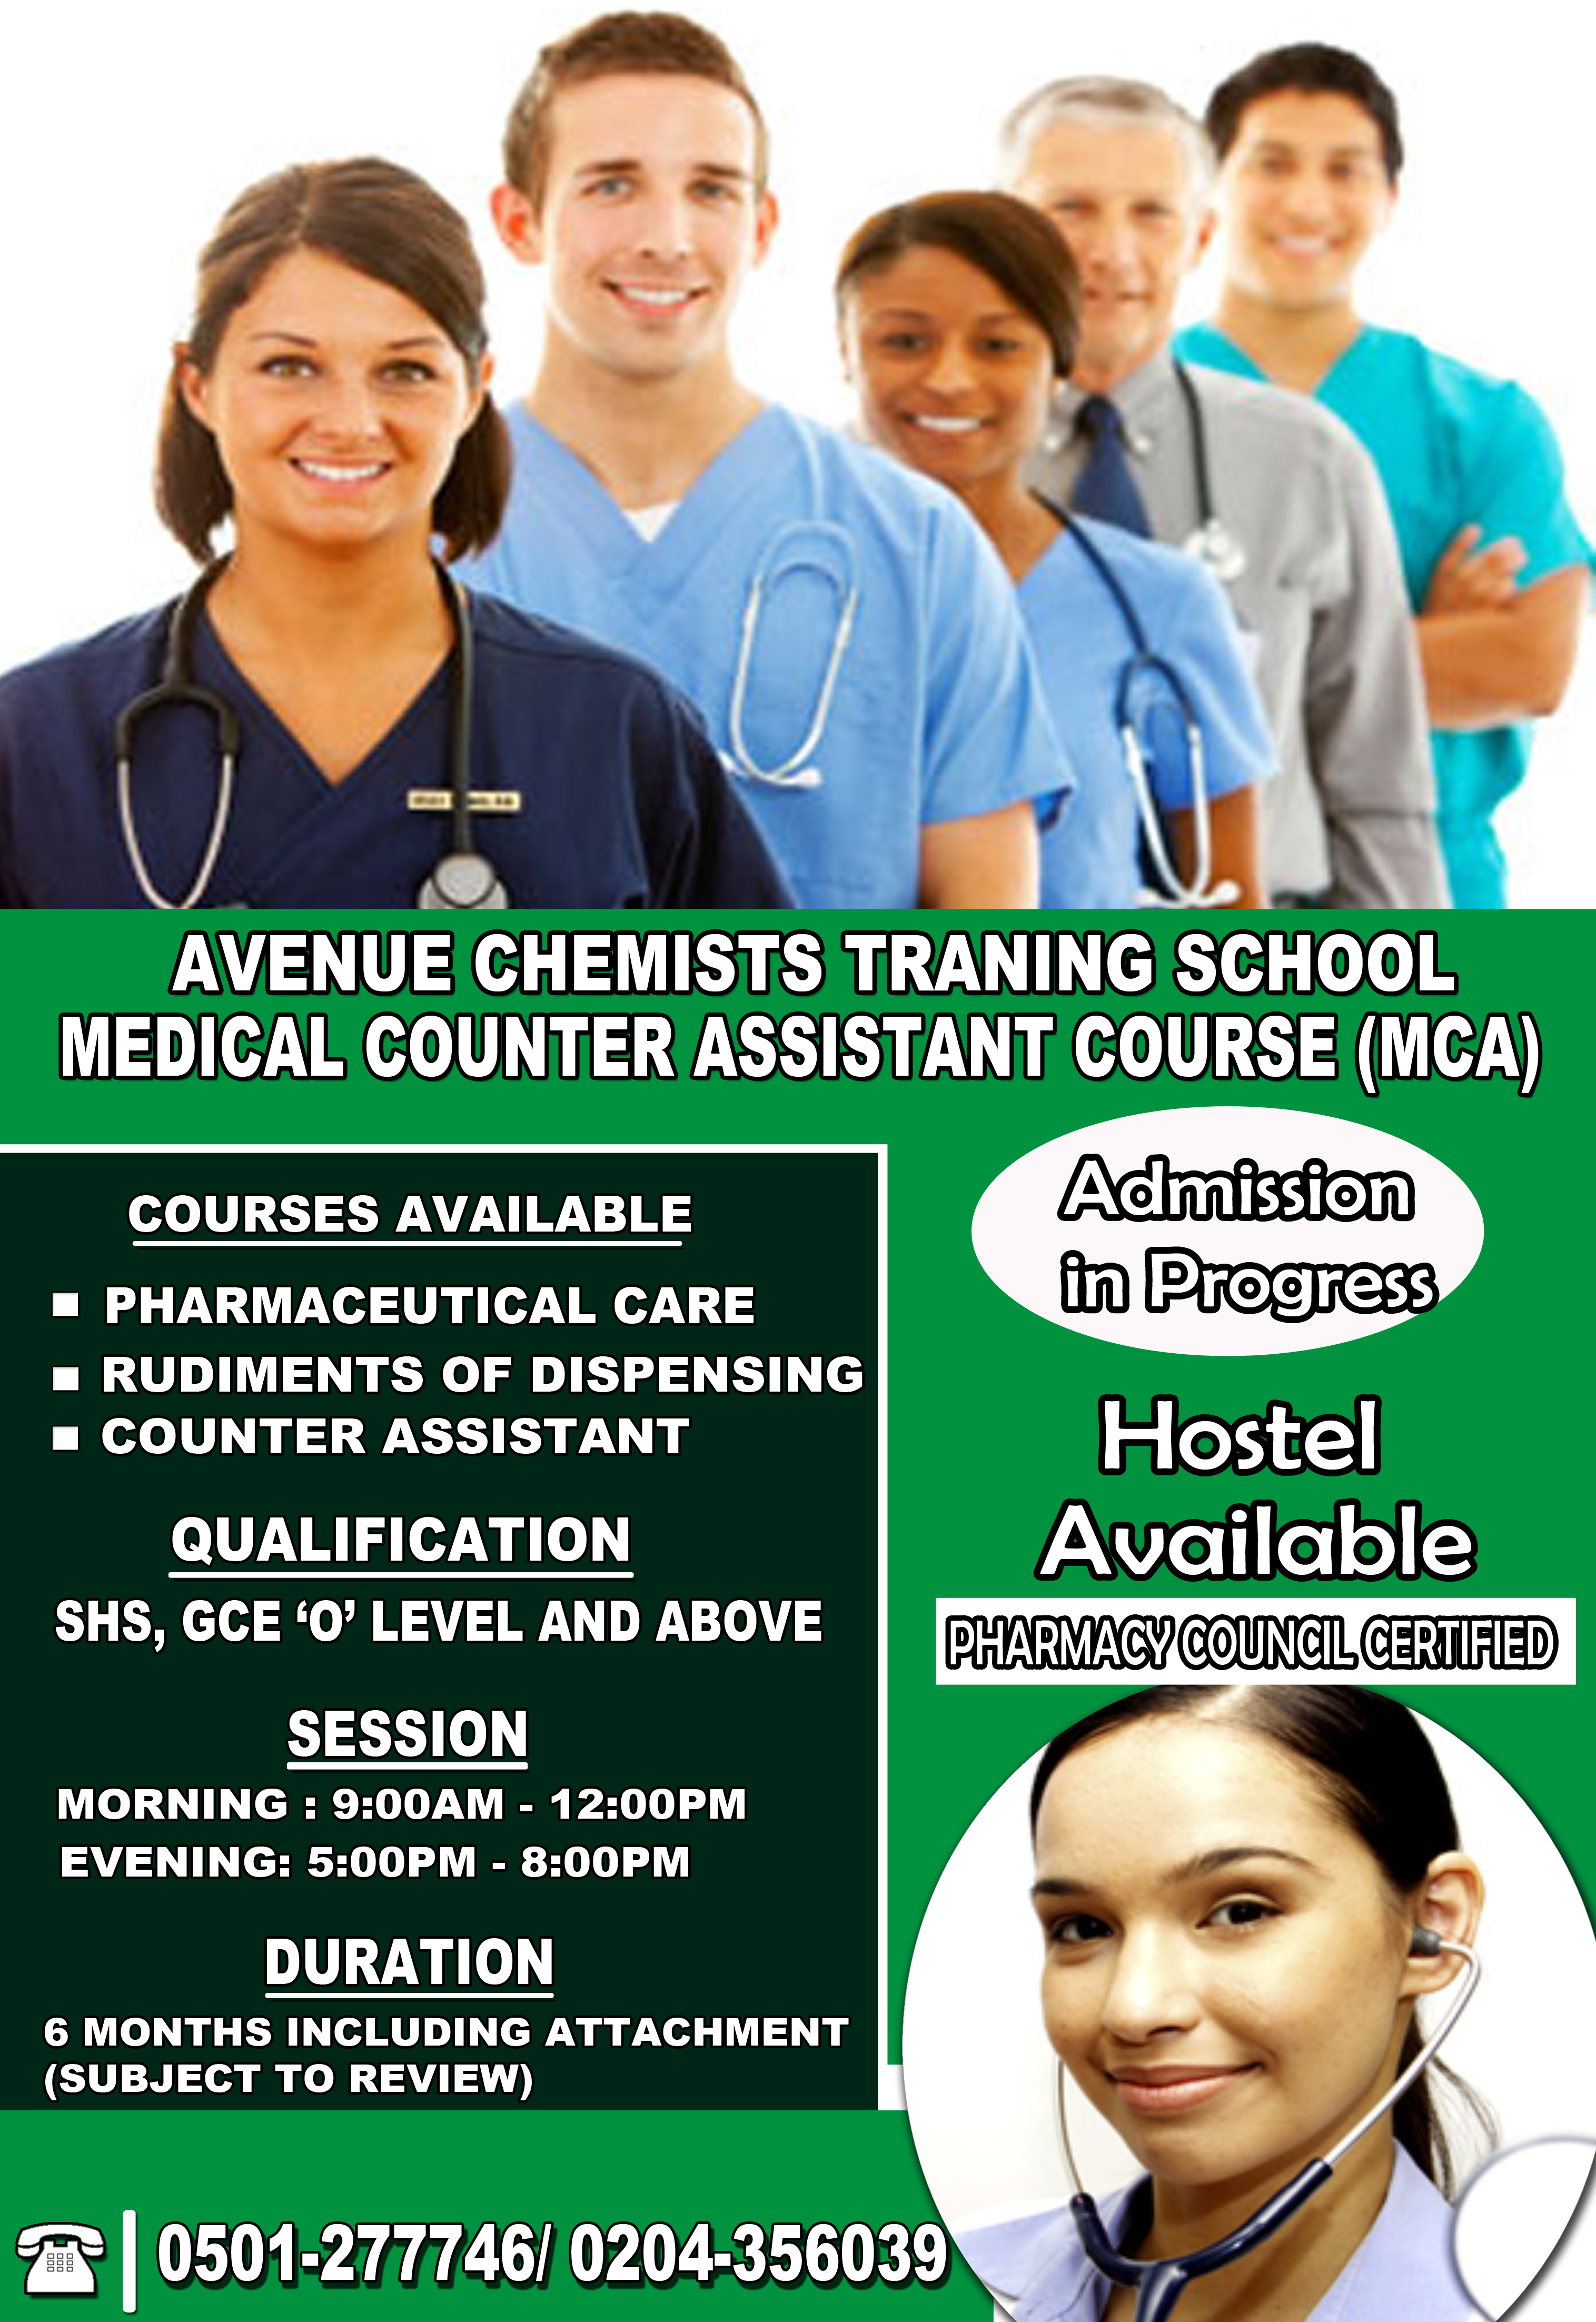 AVENUE CHEMISTS TRANING SCHOOL
MEDICAL COUNTER ASSISTANT COURSE (MCA)
COURSES AVAILABLE
PHARMACEUTICAL CARE
RUDIMENTS OF DISPENSING
COUNTER ASSISTANT
QUALIFICATION
SHS, GCE ‘O’ LEVEL AND ABOVE
SESSION
MORNING : 9:00AM - 12:00PM
EVENING: 5:00PM - 8:00PM
DURATION
6 MONTHS INCLUDING ATTACHMENT
(SUBJECT TO REVIEW)
Admission
in Progress
Hostel
Available
PHARMACY COUNCIL CERTIFIED
0501-277746/ 0204-356039